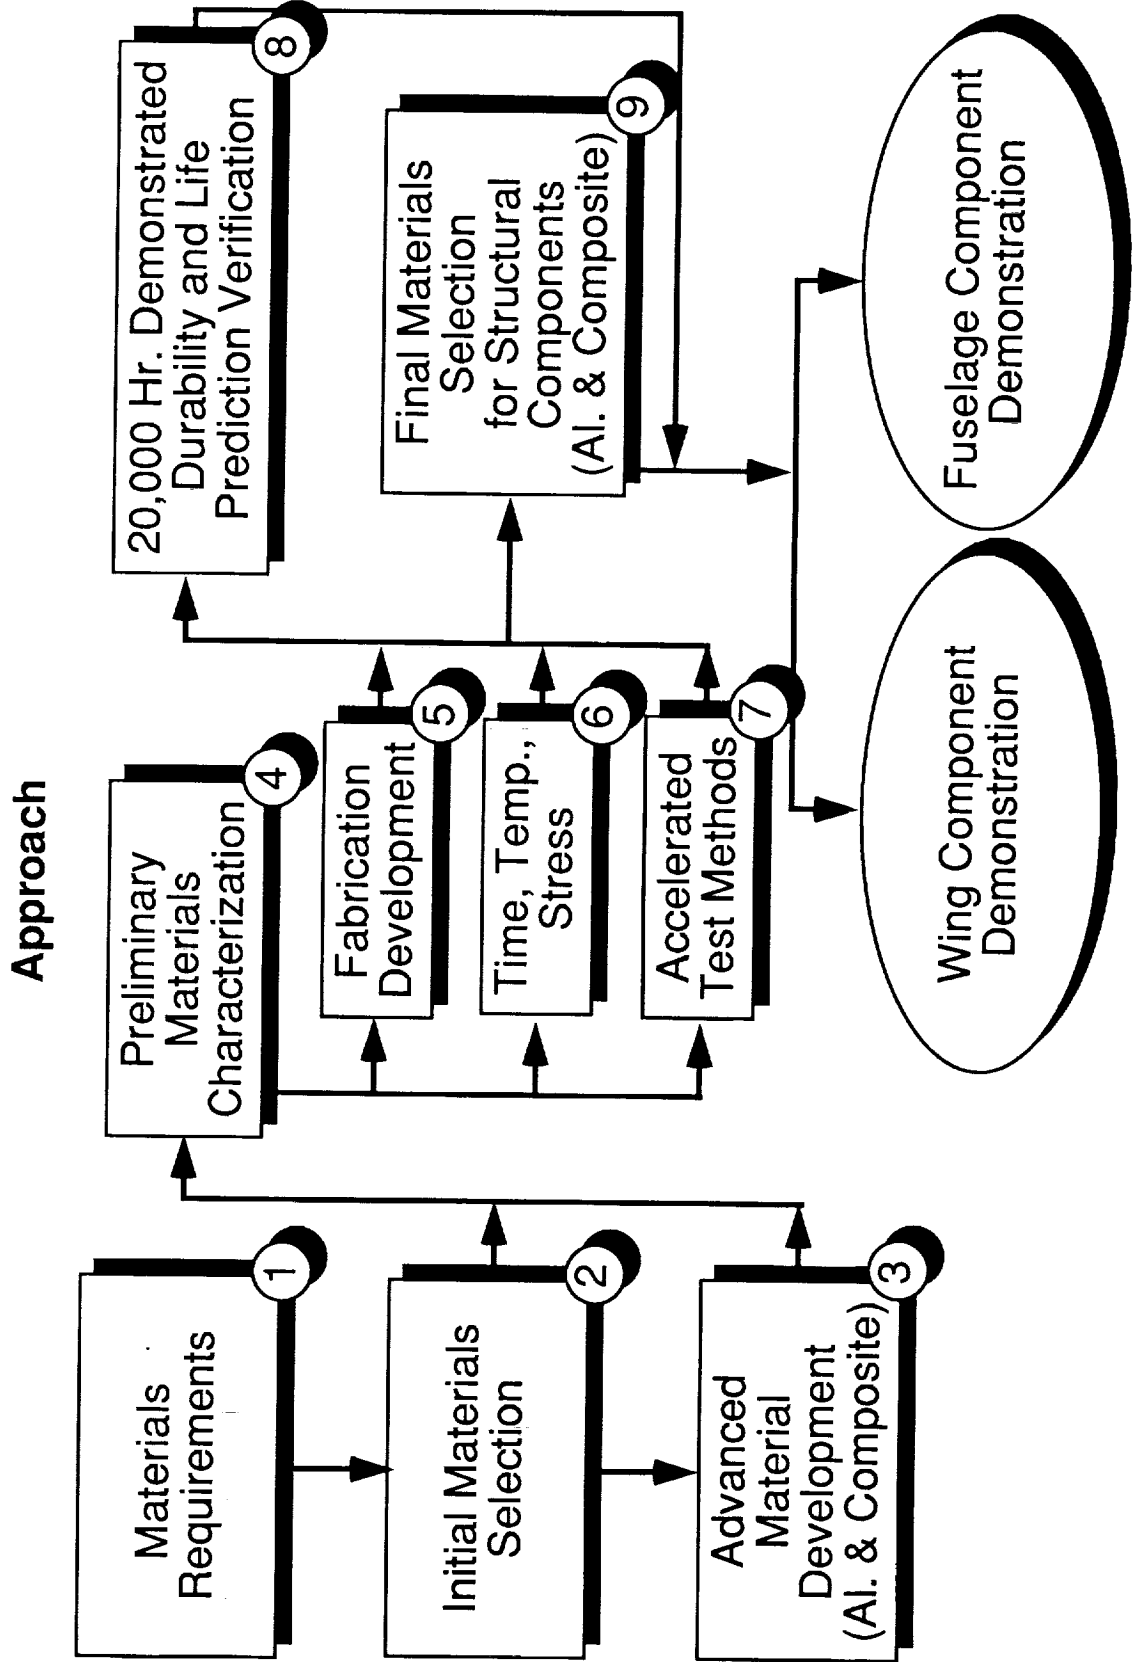 Approach
Materials
Requirements
1
Initial Materials
Selection
2
Advanced
Material
Development
(Al. & Composite)
3
Preliminary
Materials
Characterization
4
Fabrication
Development
5
Time, Temp.,
Stress
6
Accelerated
Test Methods
7
20,000 Hr. Demonstrated
Durability and Life
Prediction Verification
8
Final Materials
Selection
for Structural
Components
(Al. & Composite)
9
Wing Component
Demonstration
Fuselage Component
Demonstration